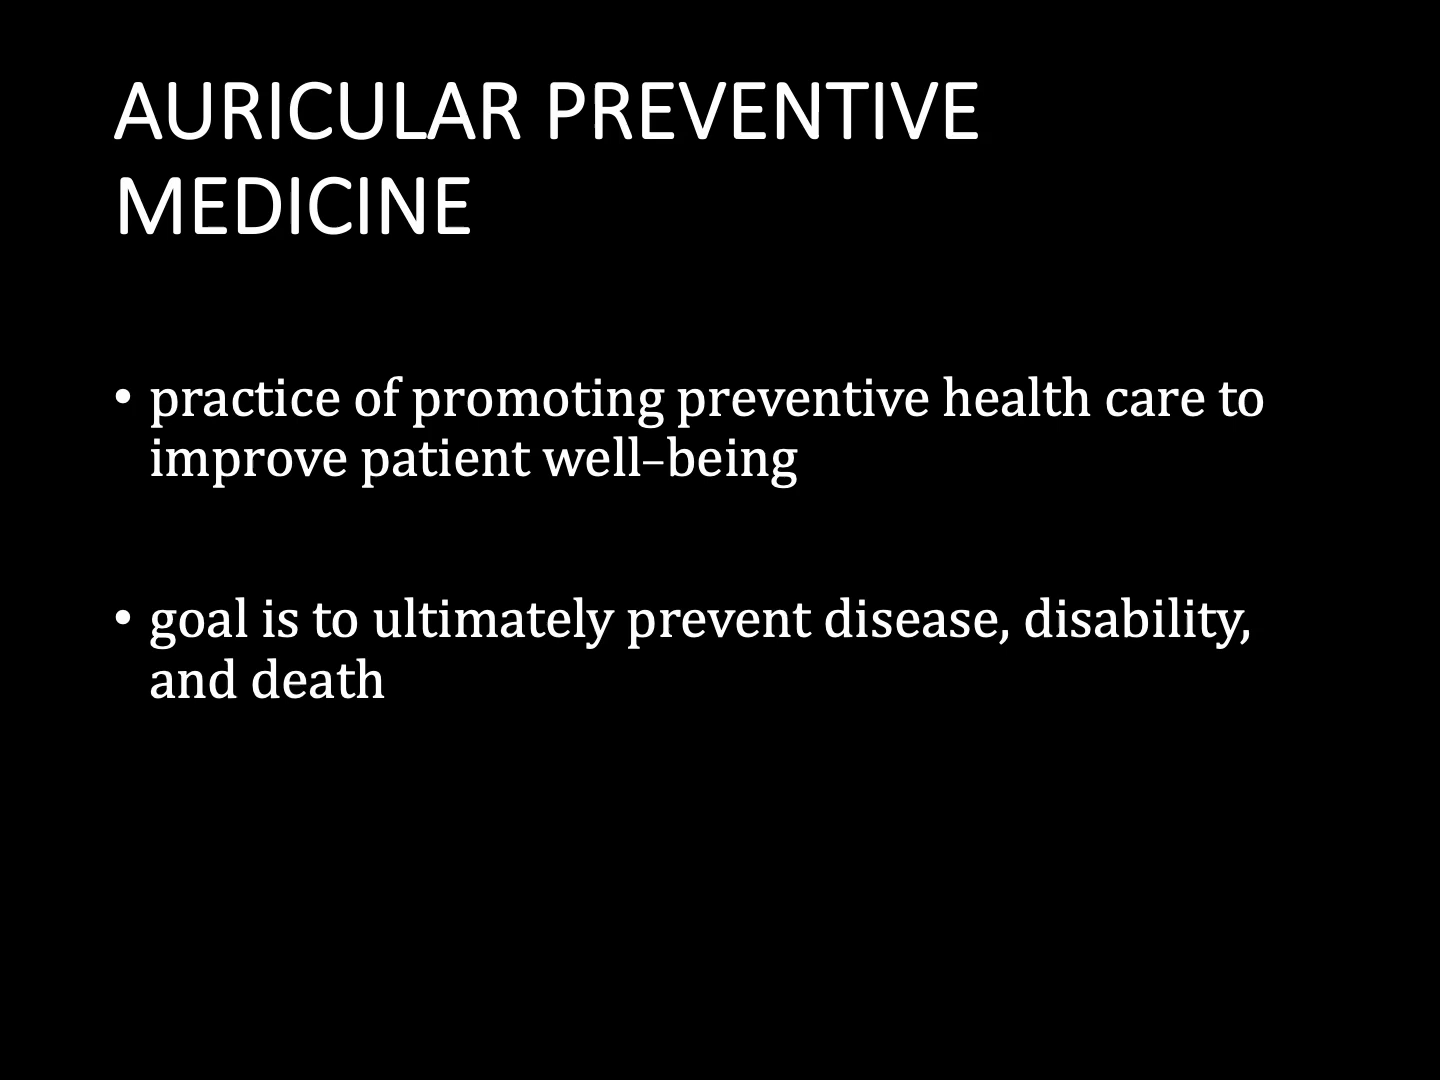 AURICULAR PREVENTIVE
MEDICINE
• practice of promoting preventive health care to
improve patient well–being
• goal is to ultimately prevent disease, disability,
and death